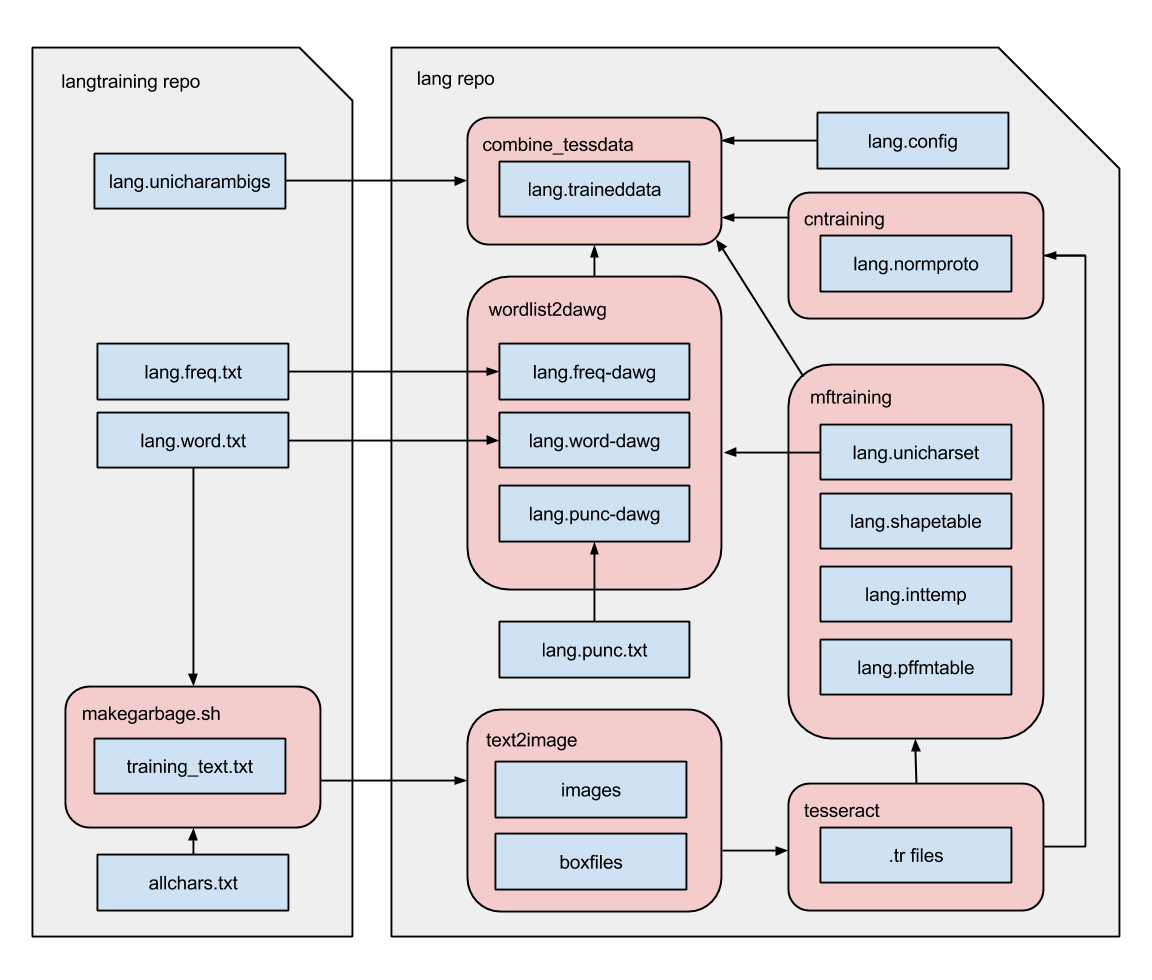 langtraining repo
lang.unicharambigs
lang.freq.txt
lang.word.txt
makegarbage.sh
training_text.txt
allchars.txt
lang repo
combine_tessdata
lang.traineddata
wordlist2dawg
lang.freq-dawg
lang.word-dawg
lang.punc-dawg
lang.punc.txt
text2image
images
boxfiles
lang.config
cntraining
lang.normproto
mftraining
lang.unicharset
lang.shapetable
lang.inttemp
lang.pffmtable
tesseract
.tr files